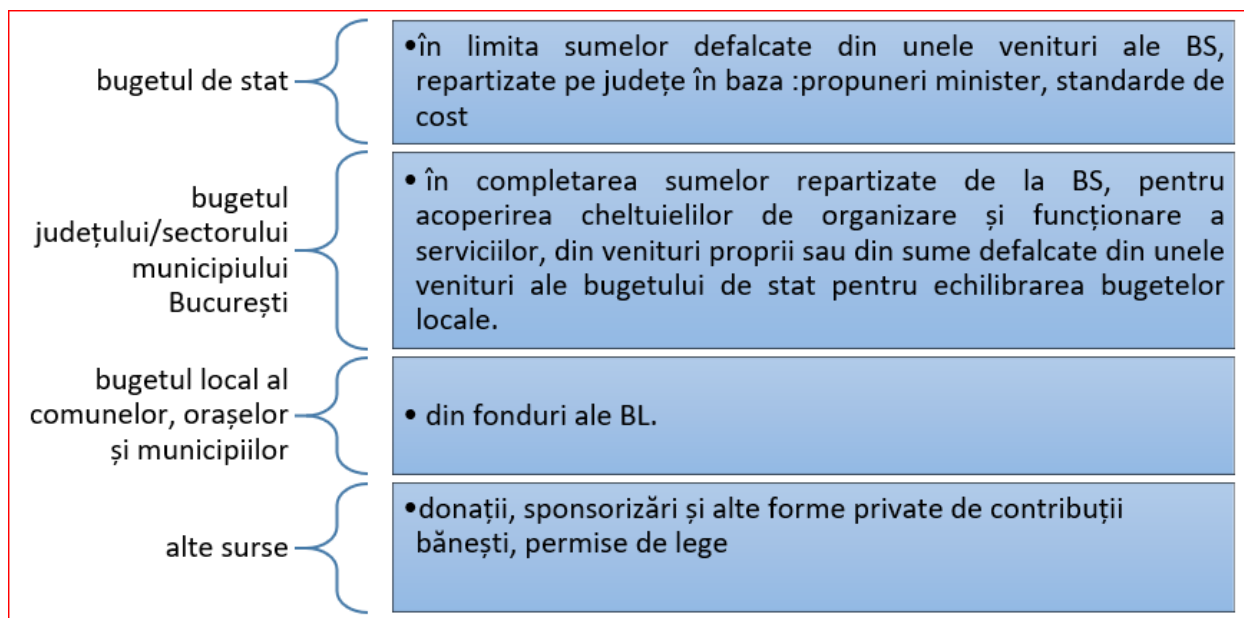 bugetul de stat
•în limita sumelor defalcate din unele venituri ale BS,
repartizate pe județe în baza :propuneri minister, standarde de
cost
bugetul
județului/sectorului
municipiului
București
• în completarea sumelor repartizate de la BS, pentru
acoperirea cheltuielilor de organizare și funcționare a
serviciilor, din venituri proprii sau din sume defalcate din unele
venituri ale bugetului de stat pentru echilibrarea bugetelor
locale.
bugetul local al
comunelor, orașelor
și municipiilor
• din fonduri ale BL.
alte surse
•donații, sponsorizări și alte forme private de contribuții
bănești, permise de lege